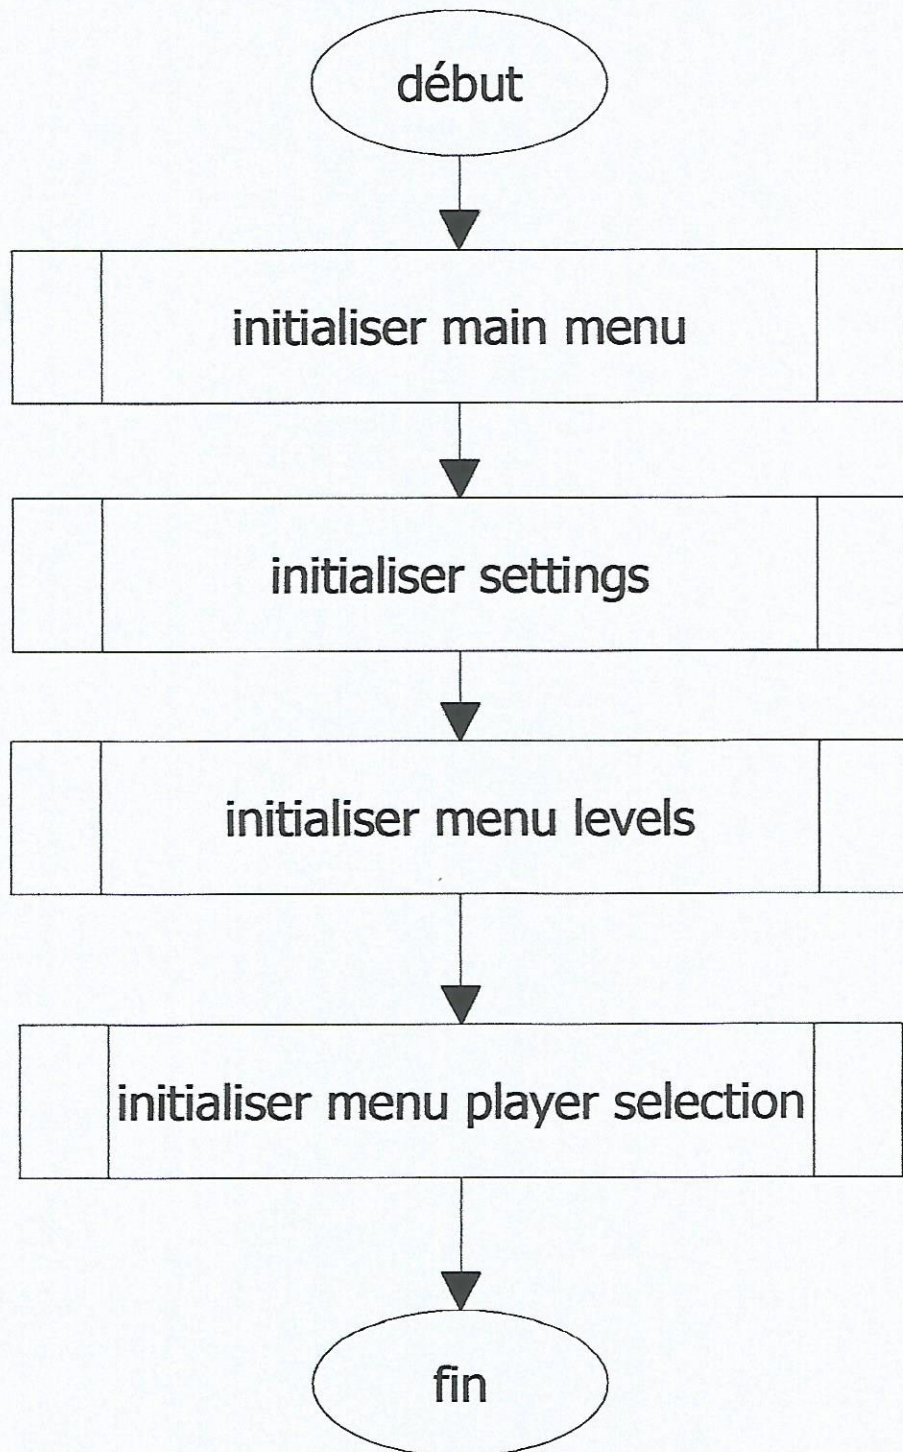 début
initialiser main menu
initialiser settings
initialiser menu levels
initialiser menu player selection
fin